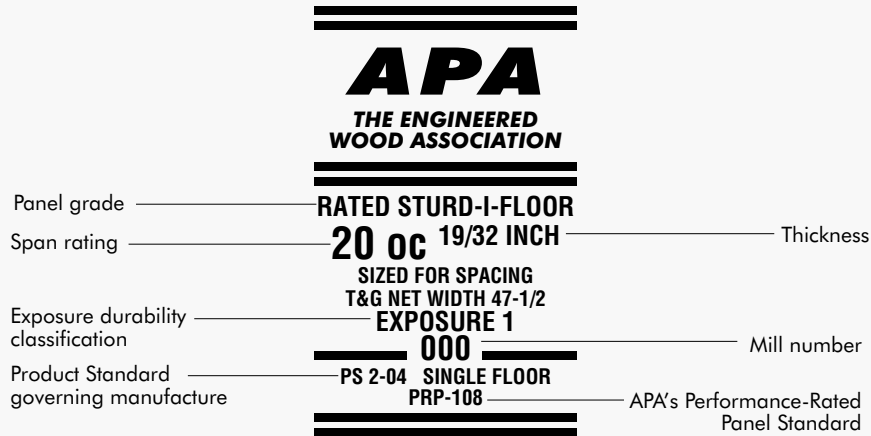 APA
THE ENGINEERED
WOOD ASSOCIATION
Panel grade
RATED STURD-I-FLOOR
Span rating
20 OC 19/32 INCH
Thickness
SIZED FOR SPACING
T&G NET WIDTH 47-1/2
Exposure durability
classification
EXPOSURE 1
000
Mill number
Product Standard
governing manufacture
PS 2-04 SINGLE FLOOR
PRP-108
APA's Performance-Rated
Panel Standard